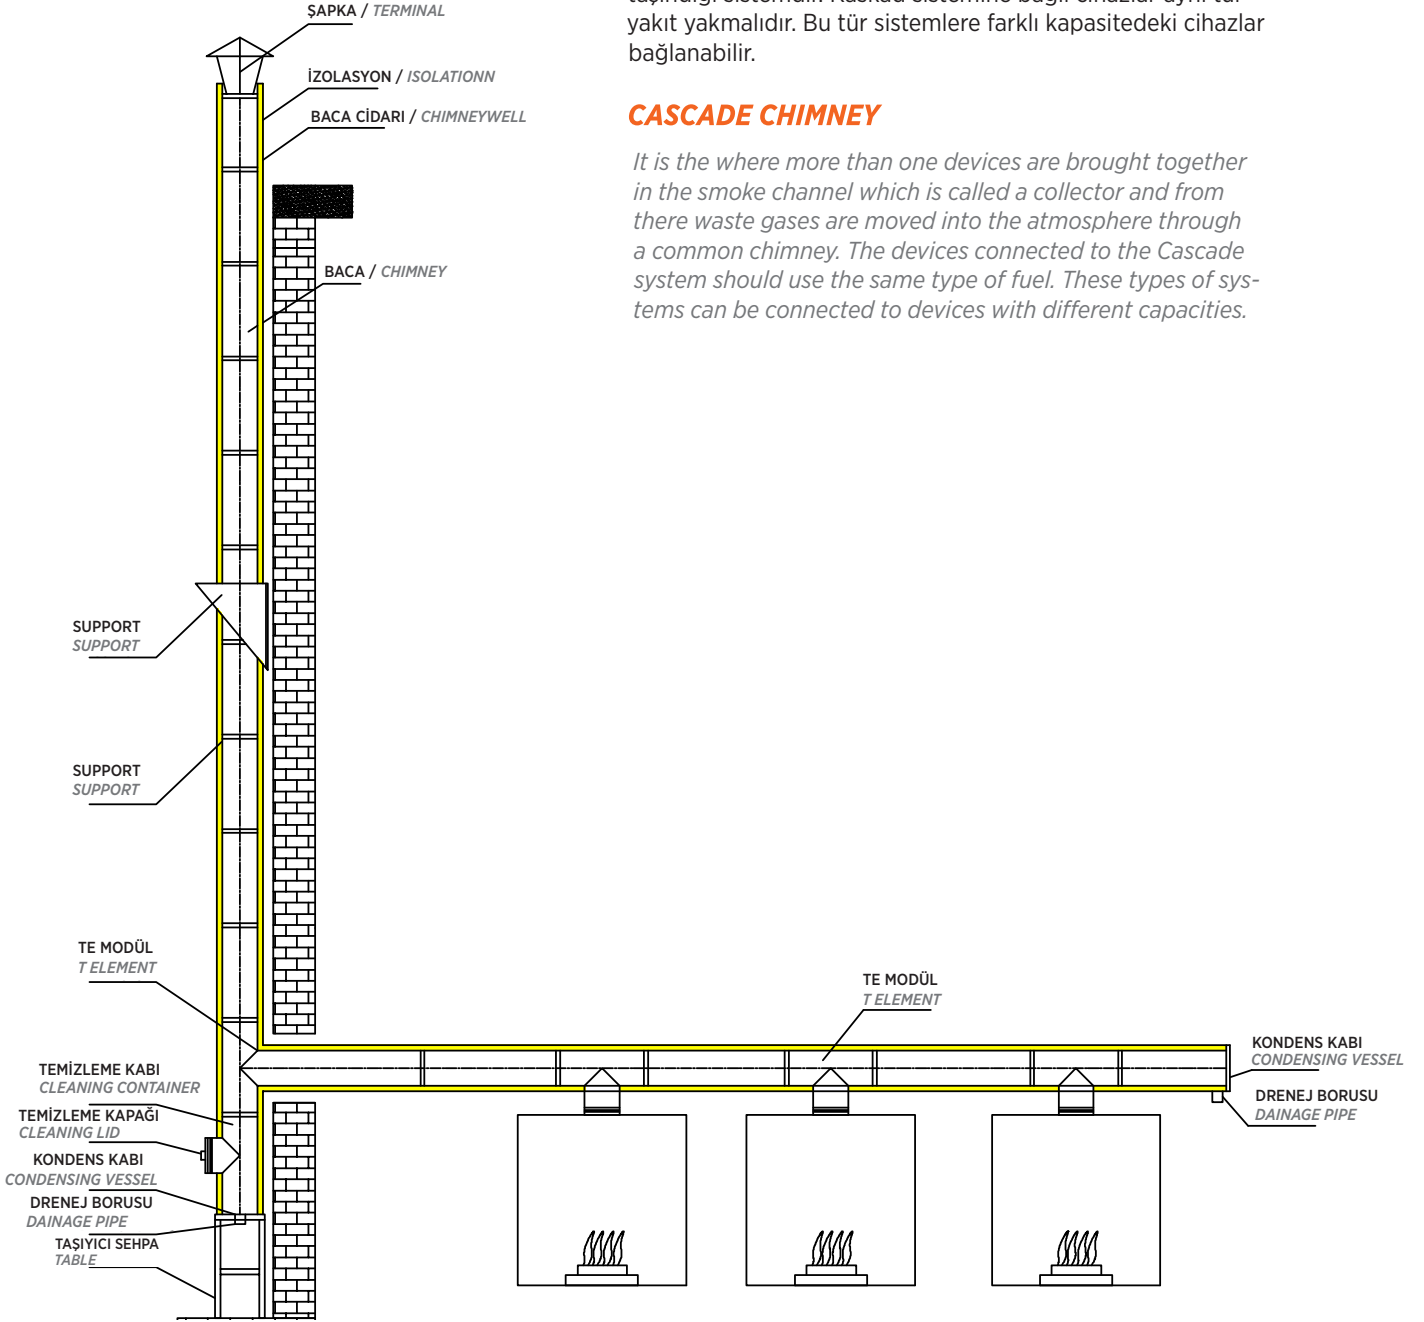 ŞAPKA / TERMINAL
İZOLASYON / ISOLATIONN
BACA CİDARI / CHIMNEYWELL
BACA / CHIMNEY
yakıt yakmalıdır. Bu tür sistemlere farklı kapasitedeki cihazlar
bağlanabilir.
CASCADE CHIMNEY
It is the where more than one devices are brought together
in the smoke channel which is called a collector and from
there waste gases are moved into the atmosphere through
a common chimney. The devices connected to the Cascade
system should use the same type of fuel. These types of sys-
tems can be connected to devices with different capacities.
SUPPORT
SUPPORT
SUPPORT
SUPPORT
TE MODÜL
T ELEMENT
TE MODÜL
T ELEMENT
TEMİZLEME KABI
CLEANING CONTAINER
TEMİZLEME KAPAĞI
CLEANING LID
KONDENS KABI
CONDENSING VESSEL
DRENEJ BORUSU
DAINAGE PIPE
TAŞIYICI SEHPA
TABLE
KONDENS KABI
CONDENSING VESSEL
DRENEJ BORUSU
DAINAGE PIPE